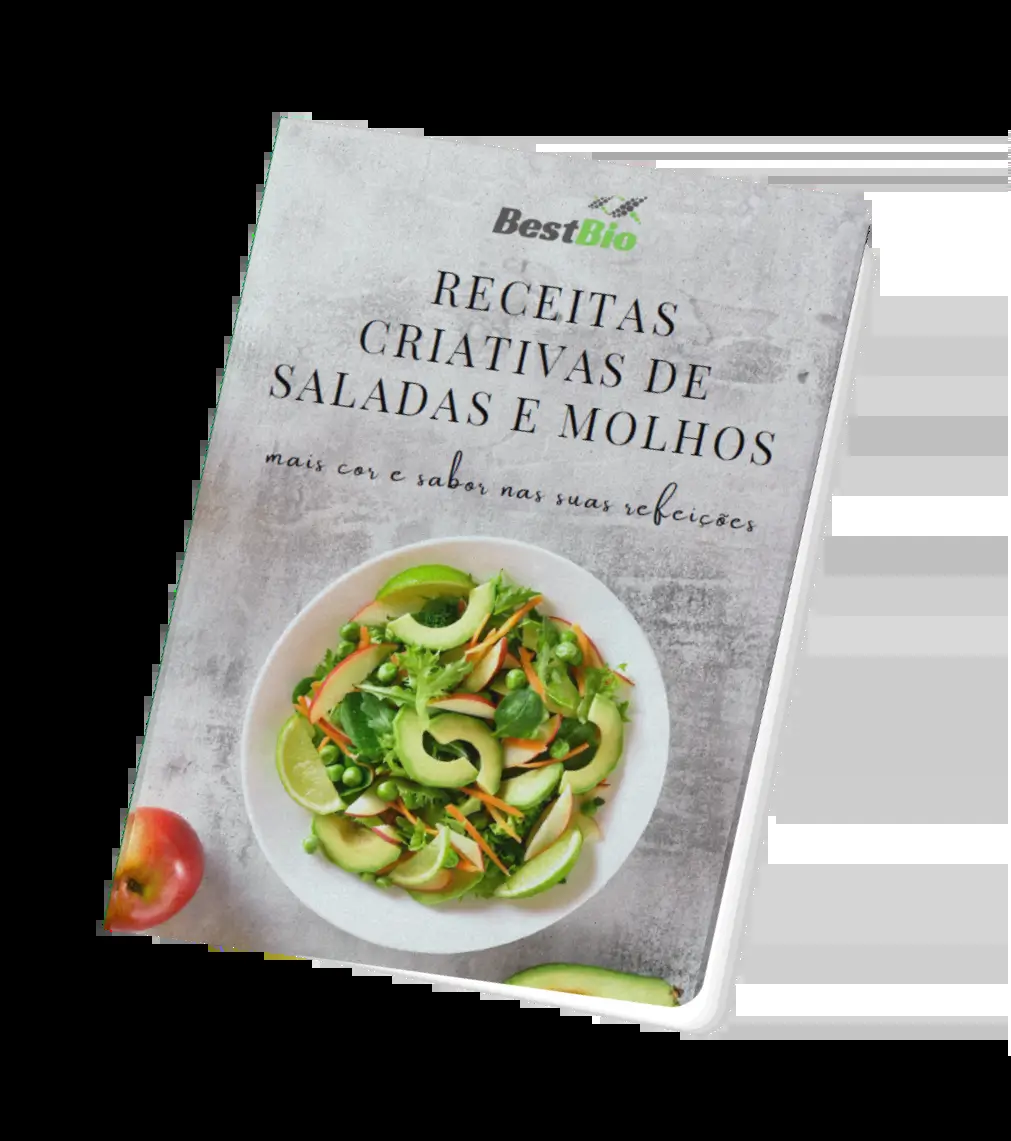 BestBio
RECEITAS
CRIATIVAS DE
SALADAS E MOLHOS
mais cor e sabor nas suas refeições